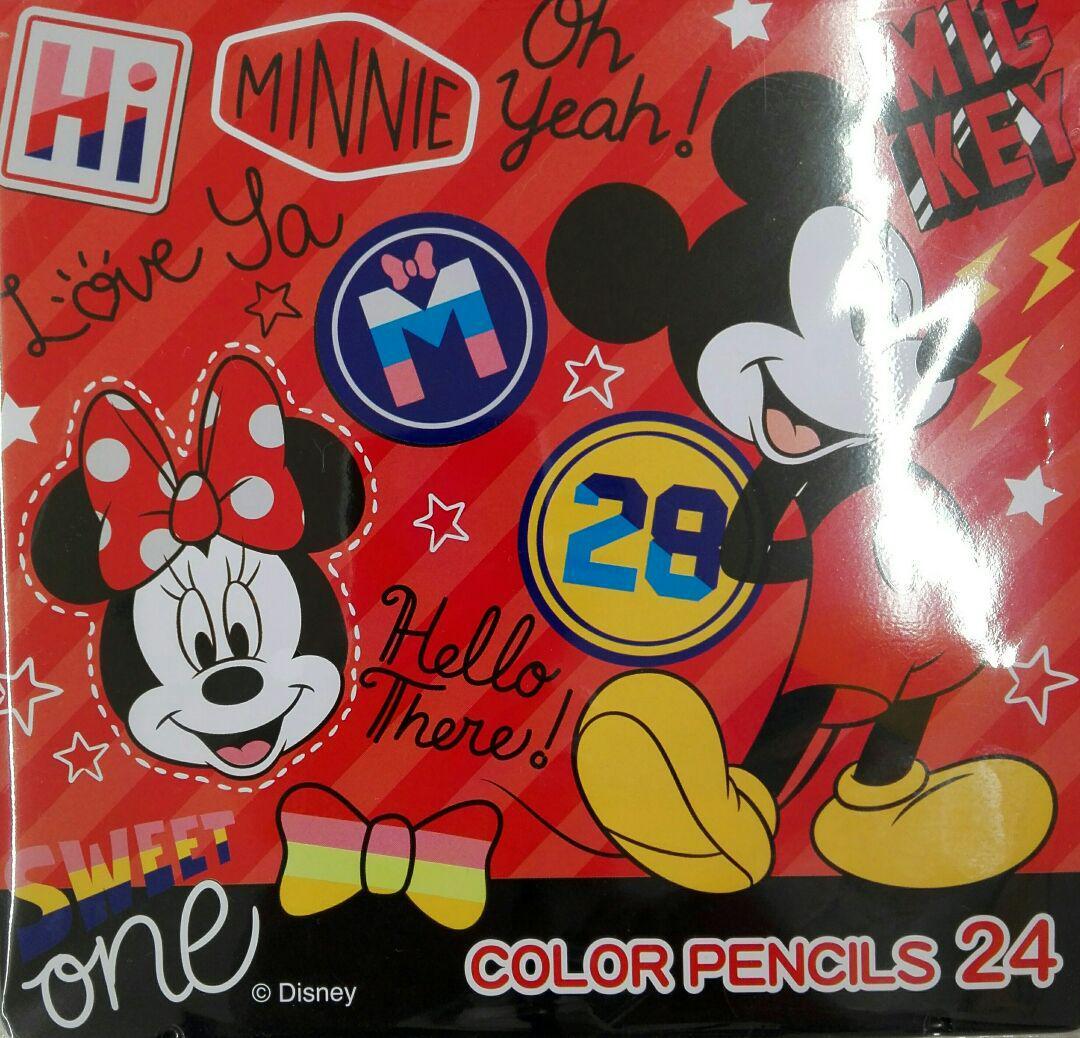 Hi
MINNIE
Oh
Yeah!
MIC
KEY
Love Ya
M
28
Hello
There!
SWEET
one
© Disney
COLOR PENCILS 24